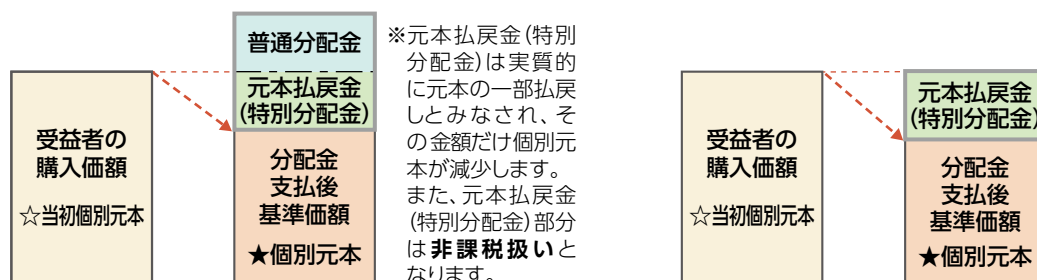 受益者の
購入価額
☆当初個別元本
普通分配金
元本払戻金
(特別分配金)
分配金
支払後
基準価額
★個別元本
※元本払戻金(特別
分配金)は実質的
に元本の一部払戻
しとみなされ、そ
の金額だけ個別元
本が減少します。
また、元本払戻金
(特別分配金)部分
は非課税扱いと
なります。
受益者の
購入価額
☆当初個別元本
元本払戻金
(特別分配金)
分配金
支払後
基準価額
★個別元本